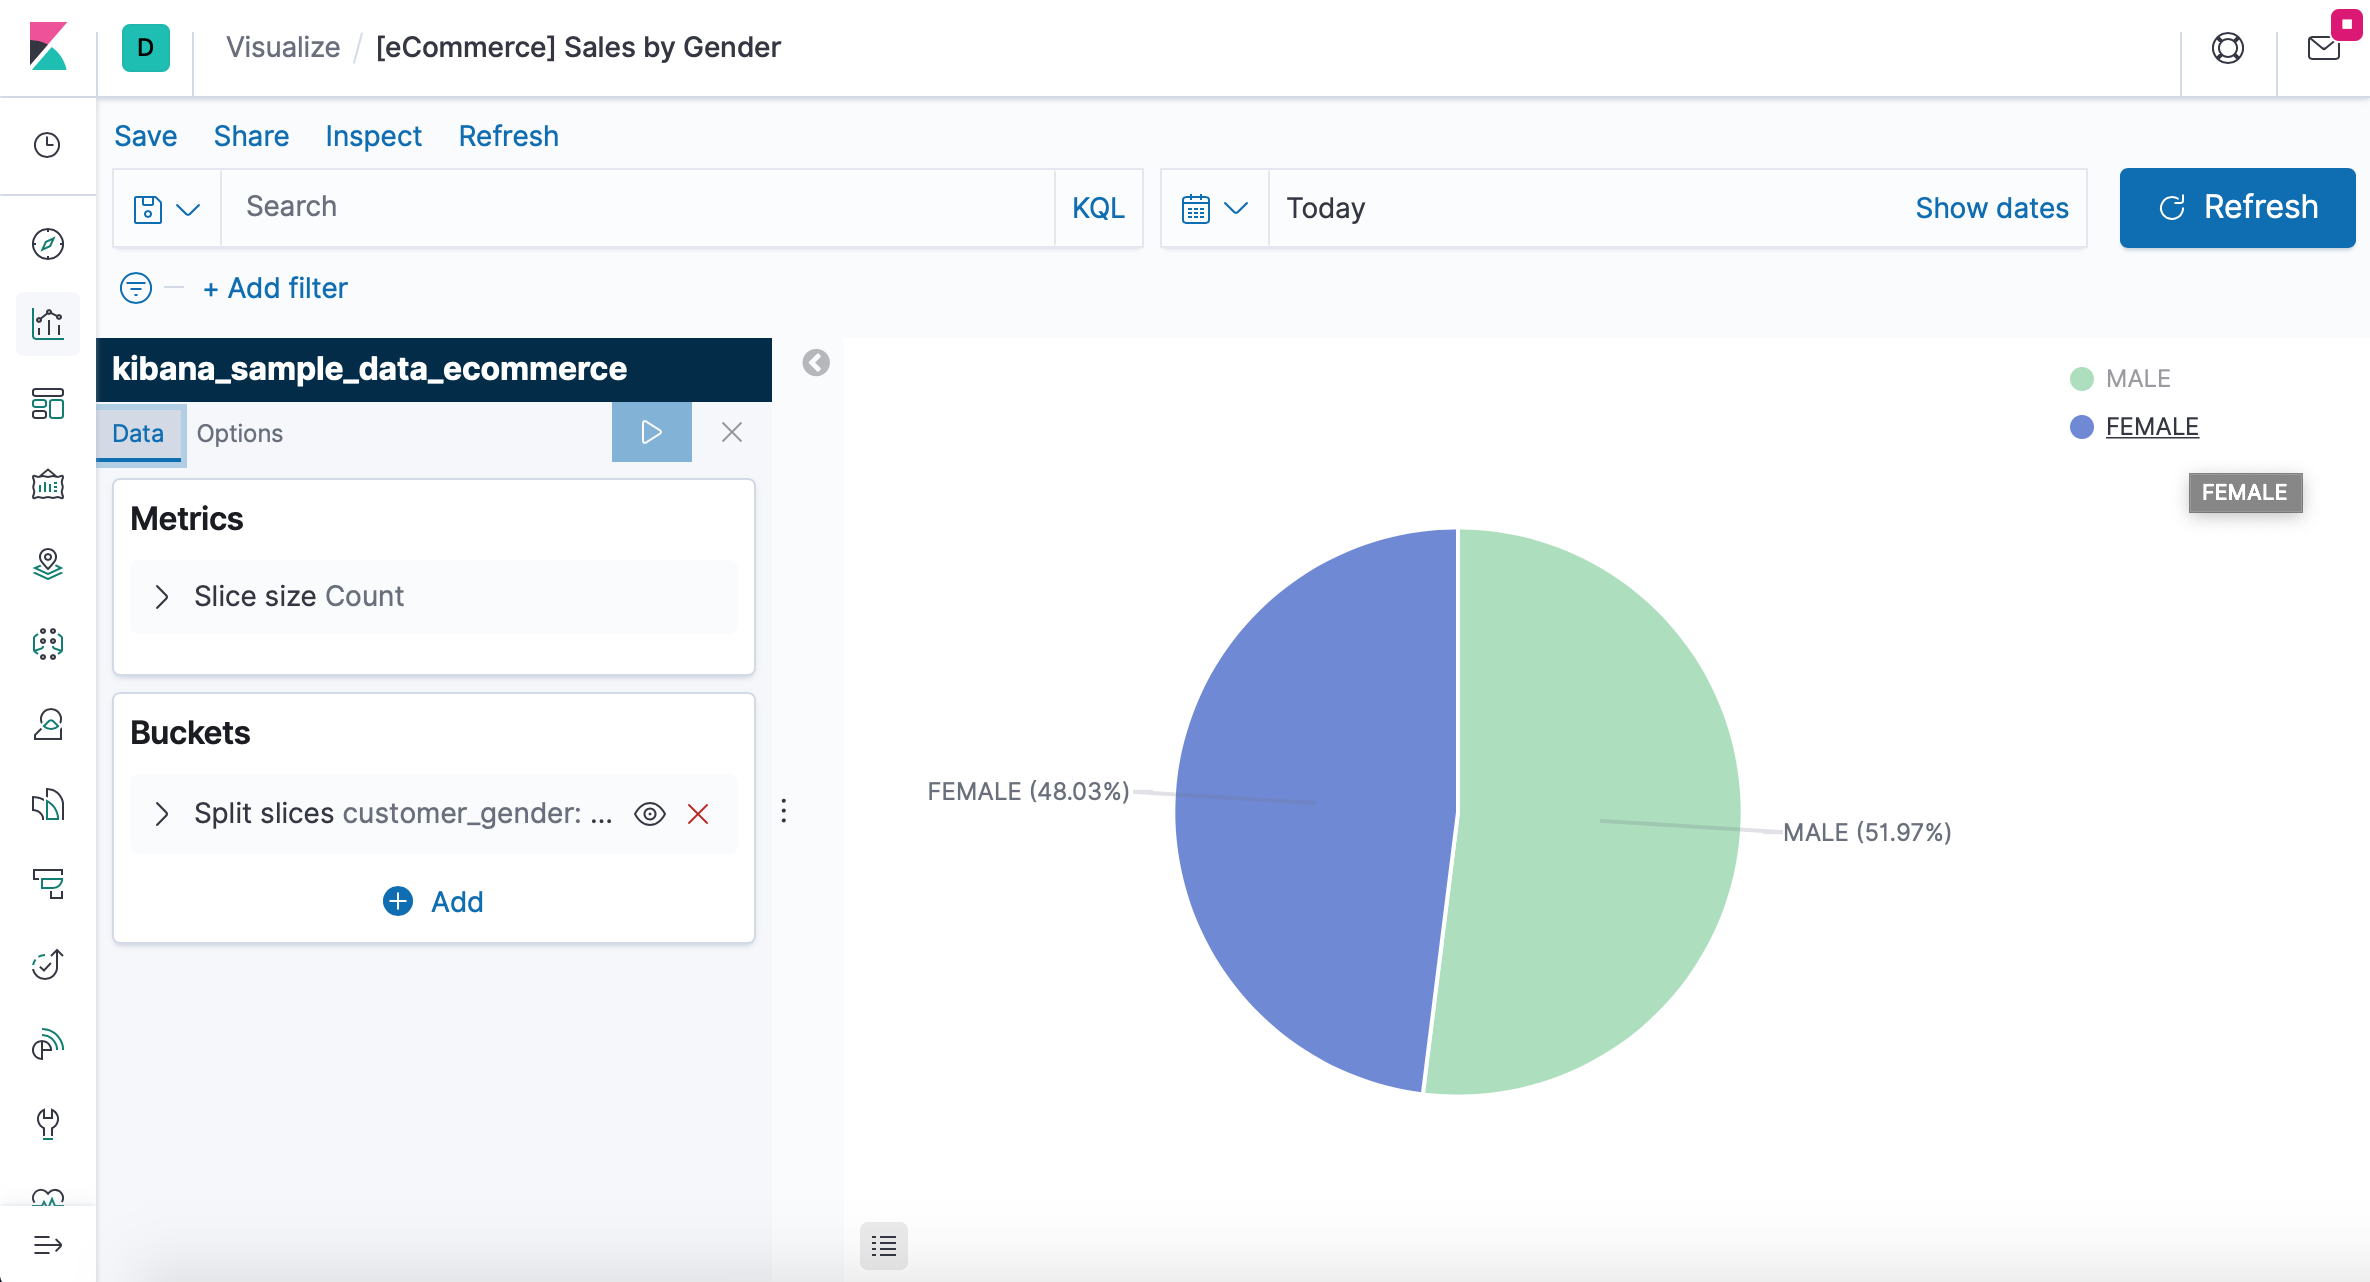 D
Visualize / [eCommerce] Sales by Gender
Save Share Inspect Refresh
Search KQL Today Show dates Refresh
+ Add filter
kibana_sample_data_ecommerce
Data Options
Metrics
Slice size Count
Buckets
Split slices customer_gender: ...
Add
MALE
FEMALE
FEMALE
FEMALE (48.03%)
MALE (51.97%)